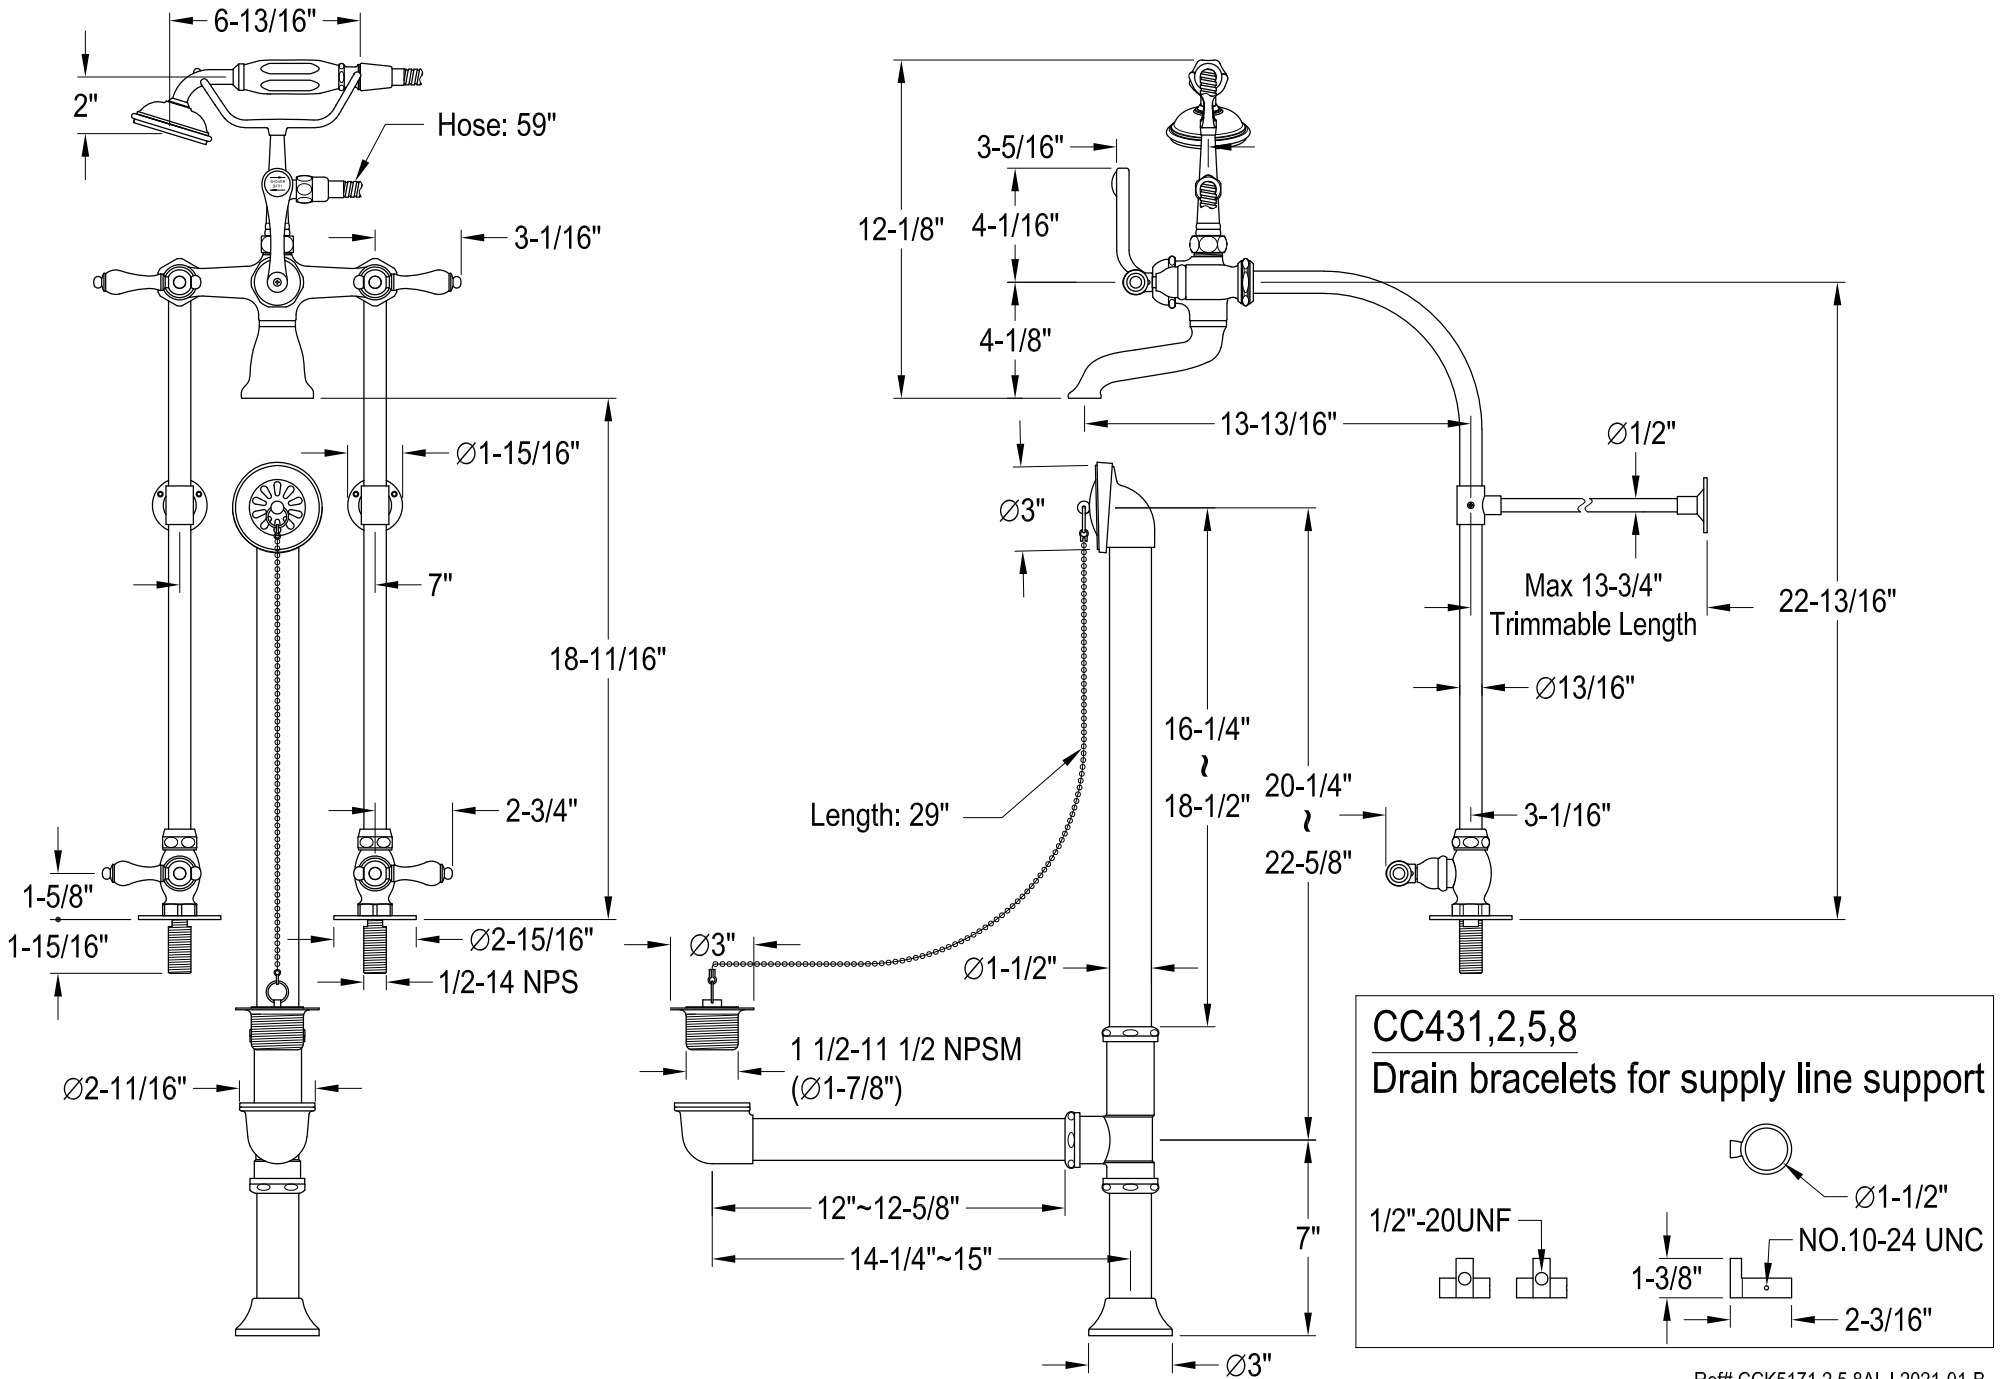 6-13/16"
2"
Hose: 59"
SHOWER
BATH
3-1/16"
Ø1-15/16"
7"
18-11/16"
2-3/4"
1-5/8"
1-15/16"
Ø2-15/16"
1/2-14 NPS
Ø2-11/16"
12-1/8"
3-5/16"
4-1/16"
4-1/8"
13-13/16"
Ø1/2"
Ø3"
Max 13-3/4"
Trimmable Length
22-13/16"
Ø13/16"
16-1/4"
~
18-1/2"
20-1/4"
~
22-5/8"
Length: 29"
3-1/16"
Ø3"
Ø1-1/2"
1 1/2-11 1/2 NPSM
(Ø1-7/8")
12"~12-5/8"
14-1/4"~15"
7"
Ø3"
CC431,2,5,8
Drain bracelets for supply line support
Ø1-1/2"
1/2"-20UNF
NO.10-24 UNC
1-3/8"
2-3/16"